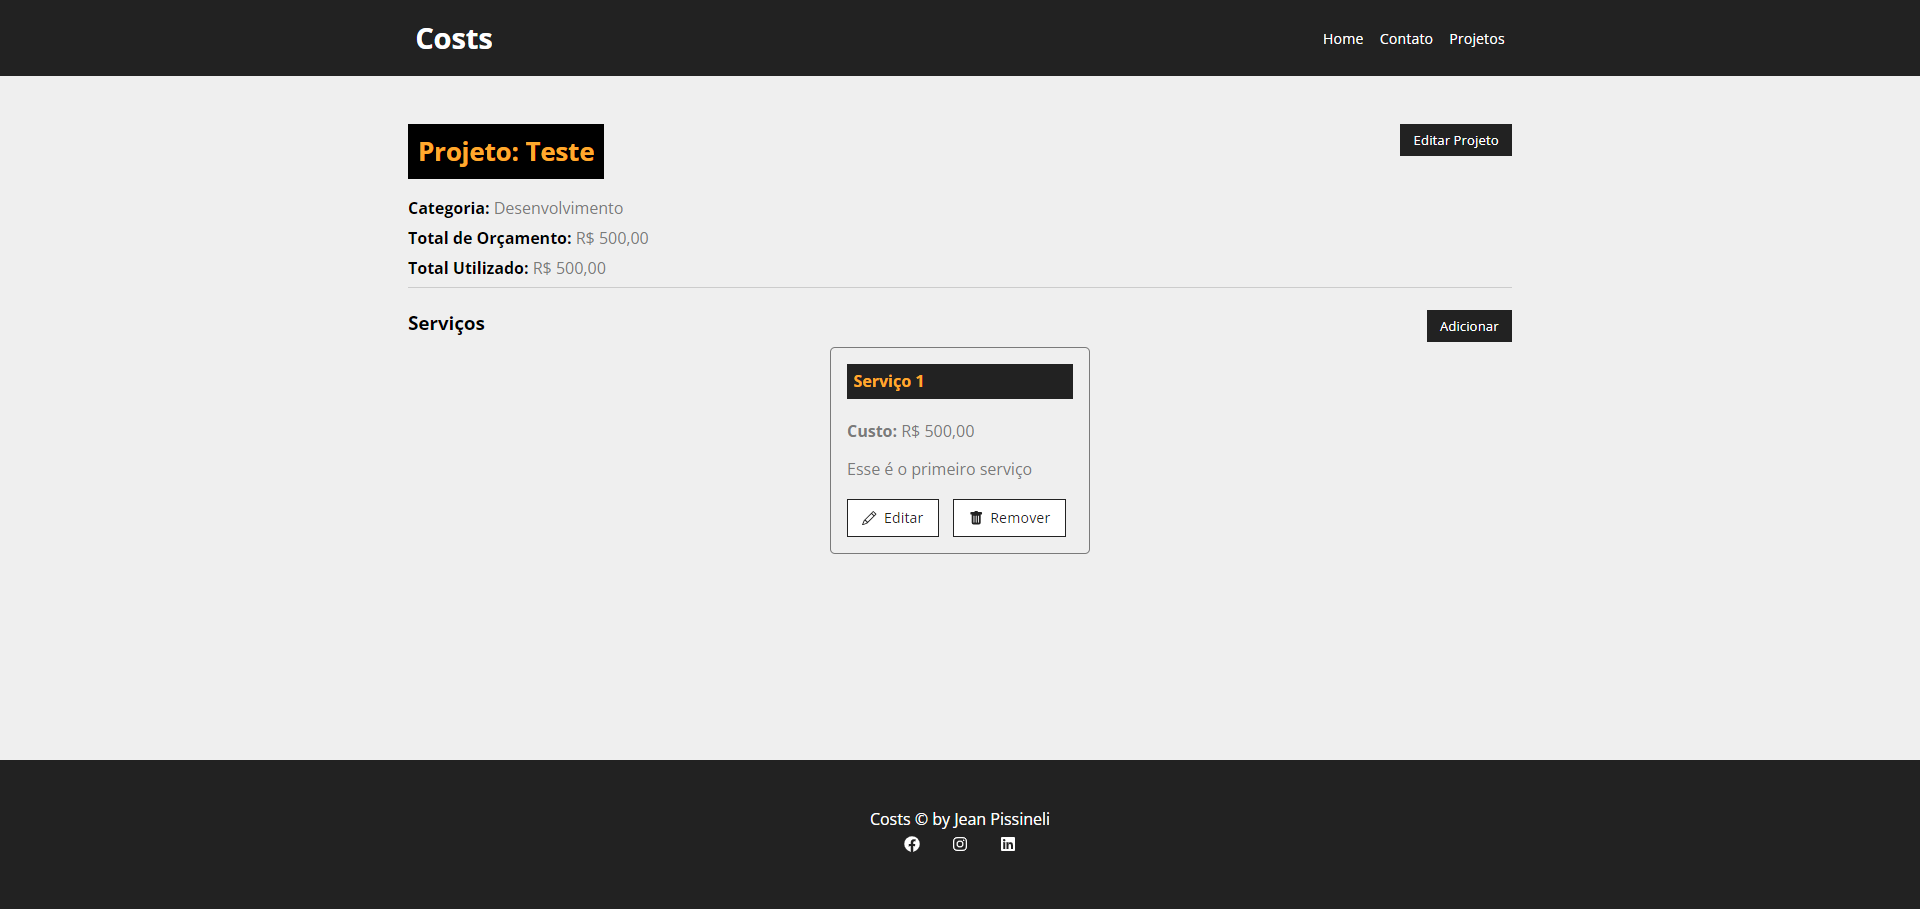 Costs
Home Contato Projetos
Projeto: Teste
Editar Projeto
Categoria: Desenvolvimento
Total de Orçamento: R$ 500,00
Total Utilizado: R$ 500,00
Serviços
Adicionar
Serviço 1
Custo: R$ 500,00
Esse é o primeiro serviço
Editar Remover
Costs © by Jean Pissineli